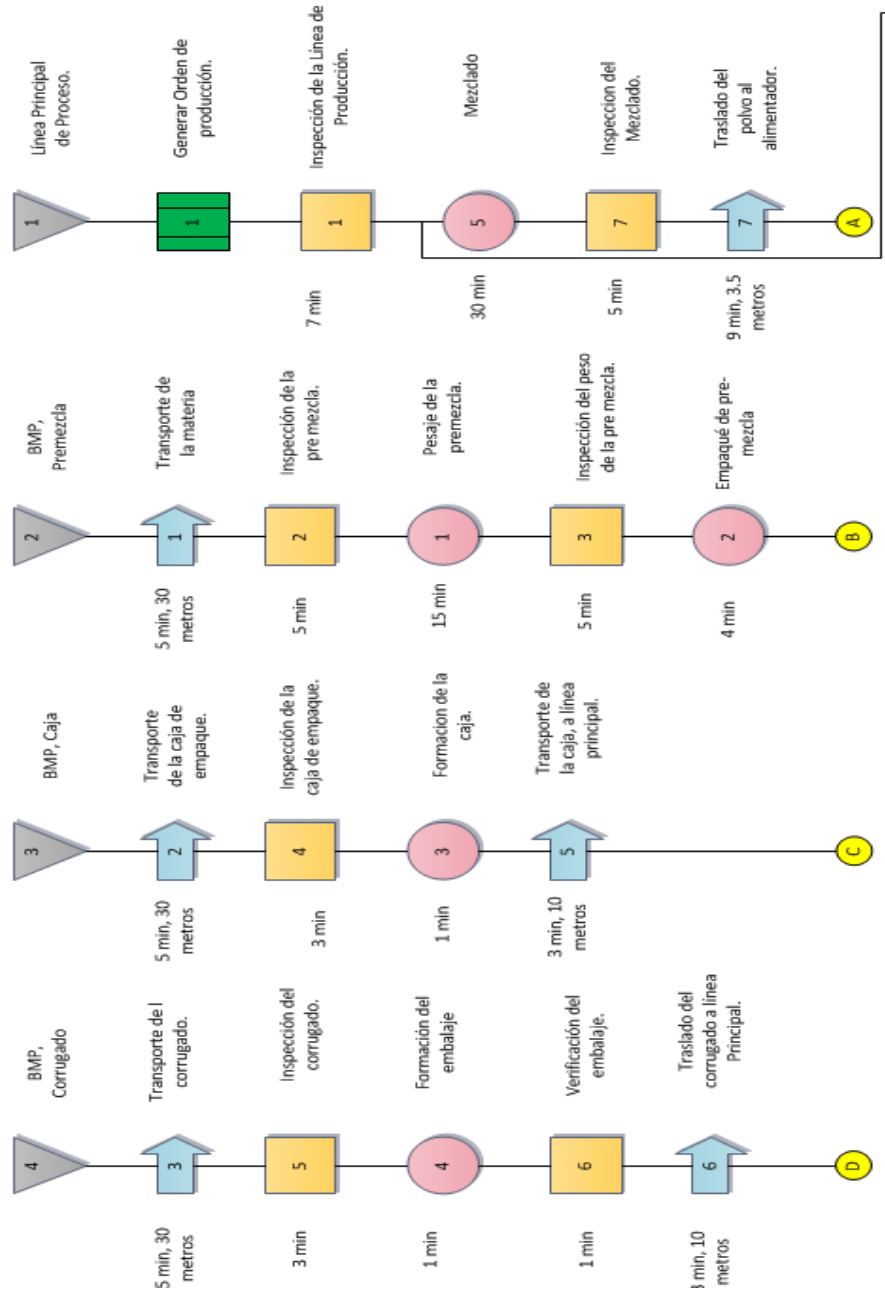 4
BMP,
Corrugado
5 min, 30
metros
3
Transporte de l
corrugado.
3 min
5
Inspección del
corrugado.
1 min
4
Formación del
embalaje
1 min
6
Verificación del
embalaje.
3 min, 10
metros
6
Traslado del
corrugado a linea
Principal.
D
3
BMP, Caja
5 min, 30
metros
2
Transporte
de la caja de
empaque.
3 min
4
Inspección de la
caja de empaque.
1 min
3
Formacion de la
caja.
3 min, 10
metros
5
Transporte de
la caja, a línea
principal.
C
2
BMP,
Premezcla
5 min, 30
metros
1
Transporte de
la materia
5 min
2
Inspección de la
pre mezcla.
15 min
1
Pesaje de la
premezcla.
5 min
3
Inspección del peso
de la pre mezcla.
4 min
2
Empaqué de pre-
mezcla
B
1
Línea Principal
de Proceso.
1
Generar Orden de
producción.
7 min
1
Inspección de la Línea de
Producción.
30 min
5
Mezclado
5 min
7
Inspeccion del
Mezclado.
9 min, 3.5
metros
7
Traslado del
polvo al
alimentador.
A